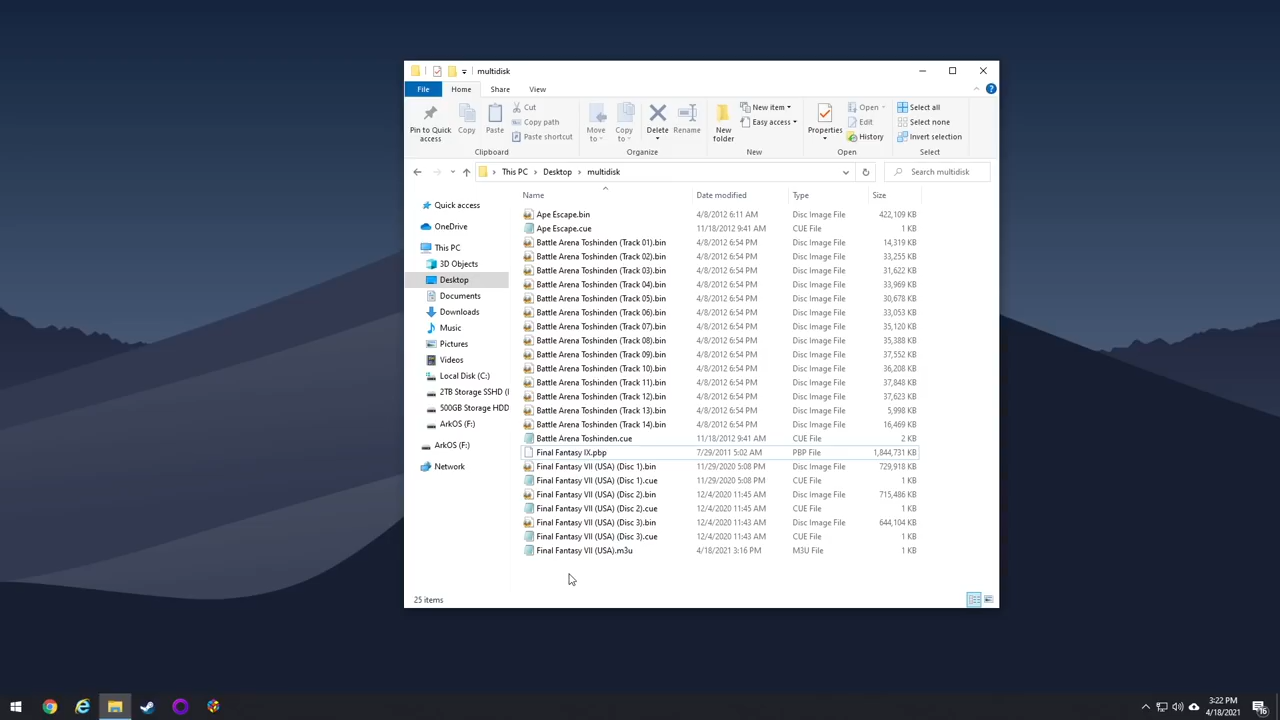 multidisk
File Home Share View
Pin to Quick access
Copy
Paste
Cut
Copy path
Paste shortcut
Clipboard
Move to
Copy to
Delete
Rename
Organize
New folder
New item
Easy access
New
Properties
Open
Edit
History
Open
Select all
Select none
Invert selection
Select
This PC Desktop multidisk
Search multidisk
Quick access
OneDrive
This PC
3D Objects
Desktop
Documents
Downloads
Music
Pictures
Videos
Local Disk (C:)
2TB Storage SSHD (
500GB Storage HDD
ArkOS (F:)
ArkOS (F:)
Network
Name Date modified Type Size
Ape Escape.bin 4/8/2012 6:11 AM Disc Image File 422,109 KB
Ape Escape.cue 11/18/2012 9:41 AM CUE File 1 KB
Battle Arena Toshinden (Track 01).bin 4/8/2012 6:54 PM Disc Image File 14,319 KB
Battle Arena Toshinden (Track 02).bin 4/8/2012 6:54 PM Disc Image File 33,255 KB
Battle Arena Toshinden (Track 03).bin 4/8/2012 6:54 PM Disc Image File 31,622 KB
Battle Arena Toshinden (Track 04).bin 4/8/2012 6:54 PM Disc Image File 33,969 KB
Battle Arena Toshinden (Track 05).bin 4/8/2012 6:54 PM Disc Image File 30,678 KB
Battle Arena Toshinden (Track 06).bin 4/8/2012 6:54 PM Disc Image File 33,053 KB
Battle Arena Toshinden (Track 07).bin 4/8/2012 6:54 PM Disc Image File 35,120 KB
Battle Arena Toshinden (Track 08).bin 4/8/2012 6:54 PM Disc Image File 35,388 KB
Battle Arena Toshinden (Track 09).bin 4/8/2012 6:54 PM Disc Image File 37,552 KB
Battle Arena Toshinden (Track 10).bin 4/8/2012 6:54 PM Disc Image File 36,208 KB
Battle Arena Toshinden (Track 11).bin 4/8/2012 6:54 PM Disc Image File 37,848 KB
Battle Arena Toshinden (Track 12).bin 4/8/2012 6:54 PM Disc Image File 37,623 KB
Battle Arena Toshinden (Track 13).bin 4/8/2012 6:54 PM Disc Image File 5,998 KB
Battle Arena Toshinden (Track 14).bin 4/8/2012 6:54 PM Disc Image File 16,469 KB
Battle Arena Toshinden.cue 11/18/2012 9:41 AM CUE File 2 KB
Final Fantasy IX.pbp 7/29/2011 5:02 AM PBP File 1,844,731 KB
Final Fantasy VII (USA) (Disc 1).bin 11/29/2020 5:08 PM Disc Image File 729,918 KB
Final Fantasy VII (USA) (Disc 1).cue 11/29/2020 5:08 PM CUE File 1 KB
Final Fantasy VII (USA) (Disc 2).bin 12/4/2020 11:45 AM Disc Image File 715,486 KB
Final Fantasy VII (USA) (Disc 2).cue 12/4/2020 11:45 AM CUE File 1 KB
Final Fantasy VII (USA) (Disc 3).bin 12/4/2020 11:43 AM Disc Image File 644,104 KB
Final Fantasy VII (USA) (Disc 3).cue 12/4/2020 11:43 AM CUE File 1 KB
Final Fantasy VII (USA).m3u 4/18/2021 3:16 PM M3U File 1 KB
25 items
3:22 PM
4/18/2021
16